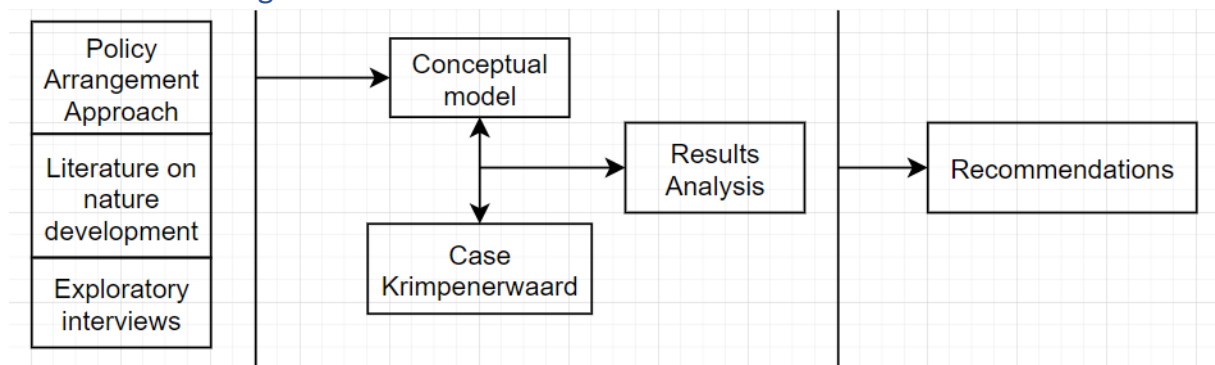 Policy
Arrangement
Approach
Literature on
nature
development
Exploratory
interviews
Conceptual
model
Case
Krimpenerwaard
Results
Analysis
Recommendations